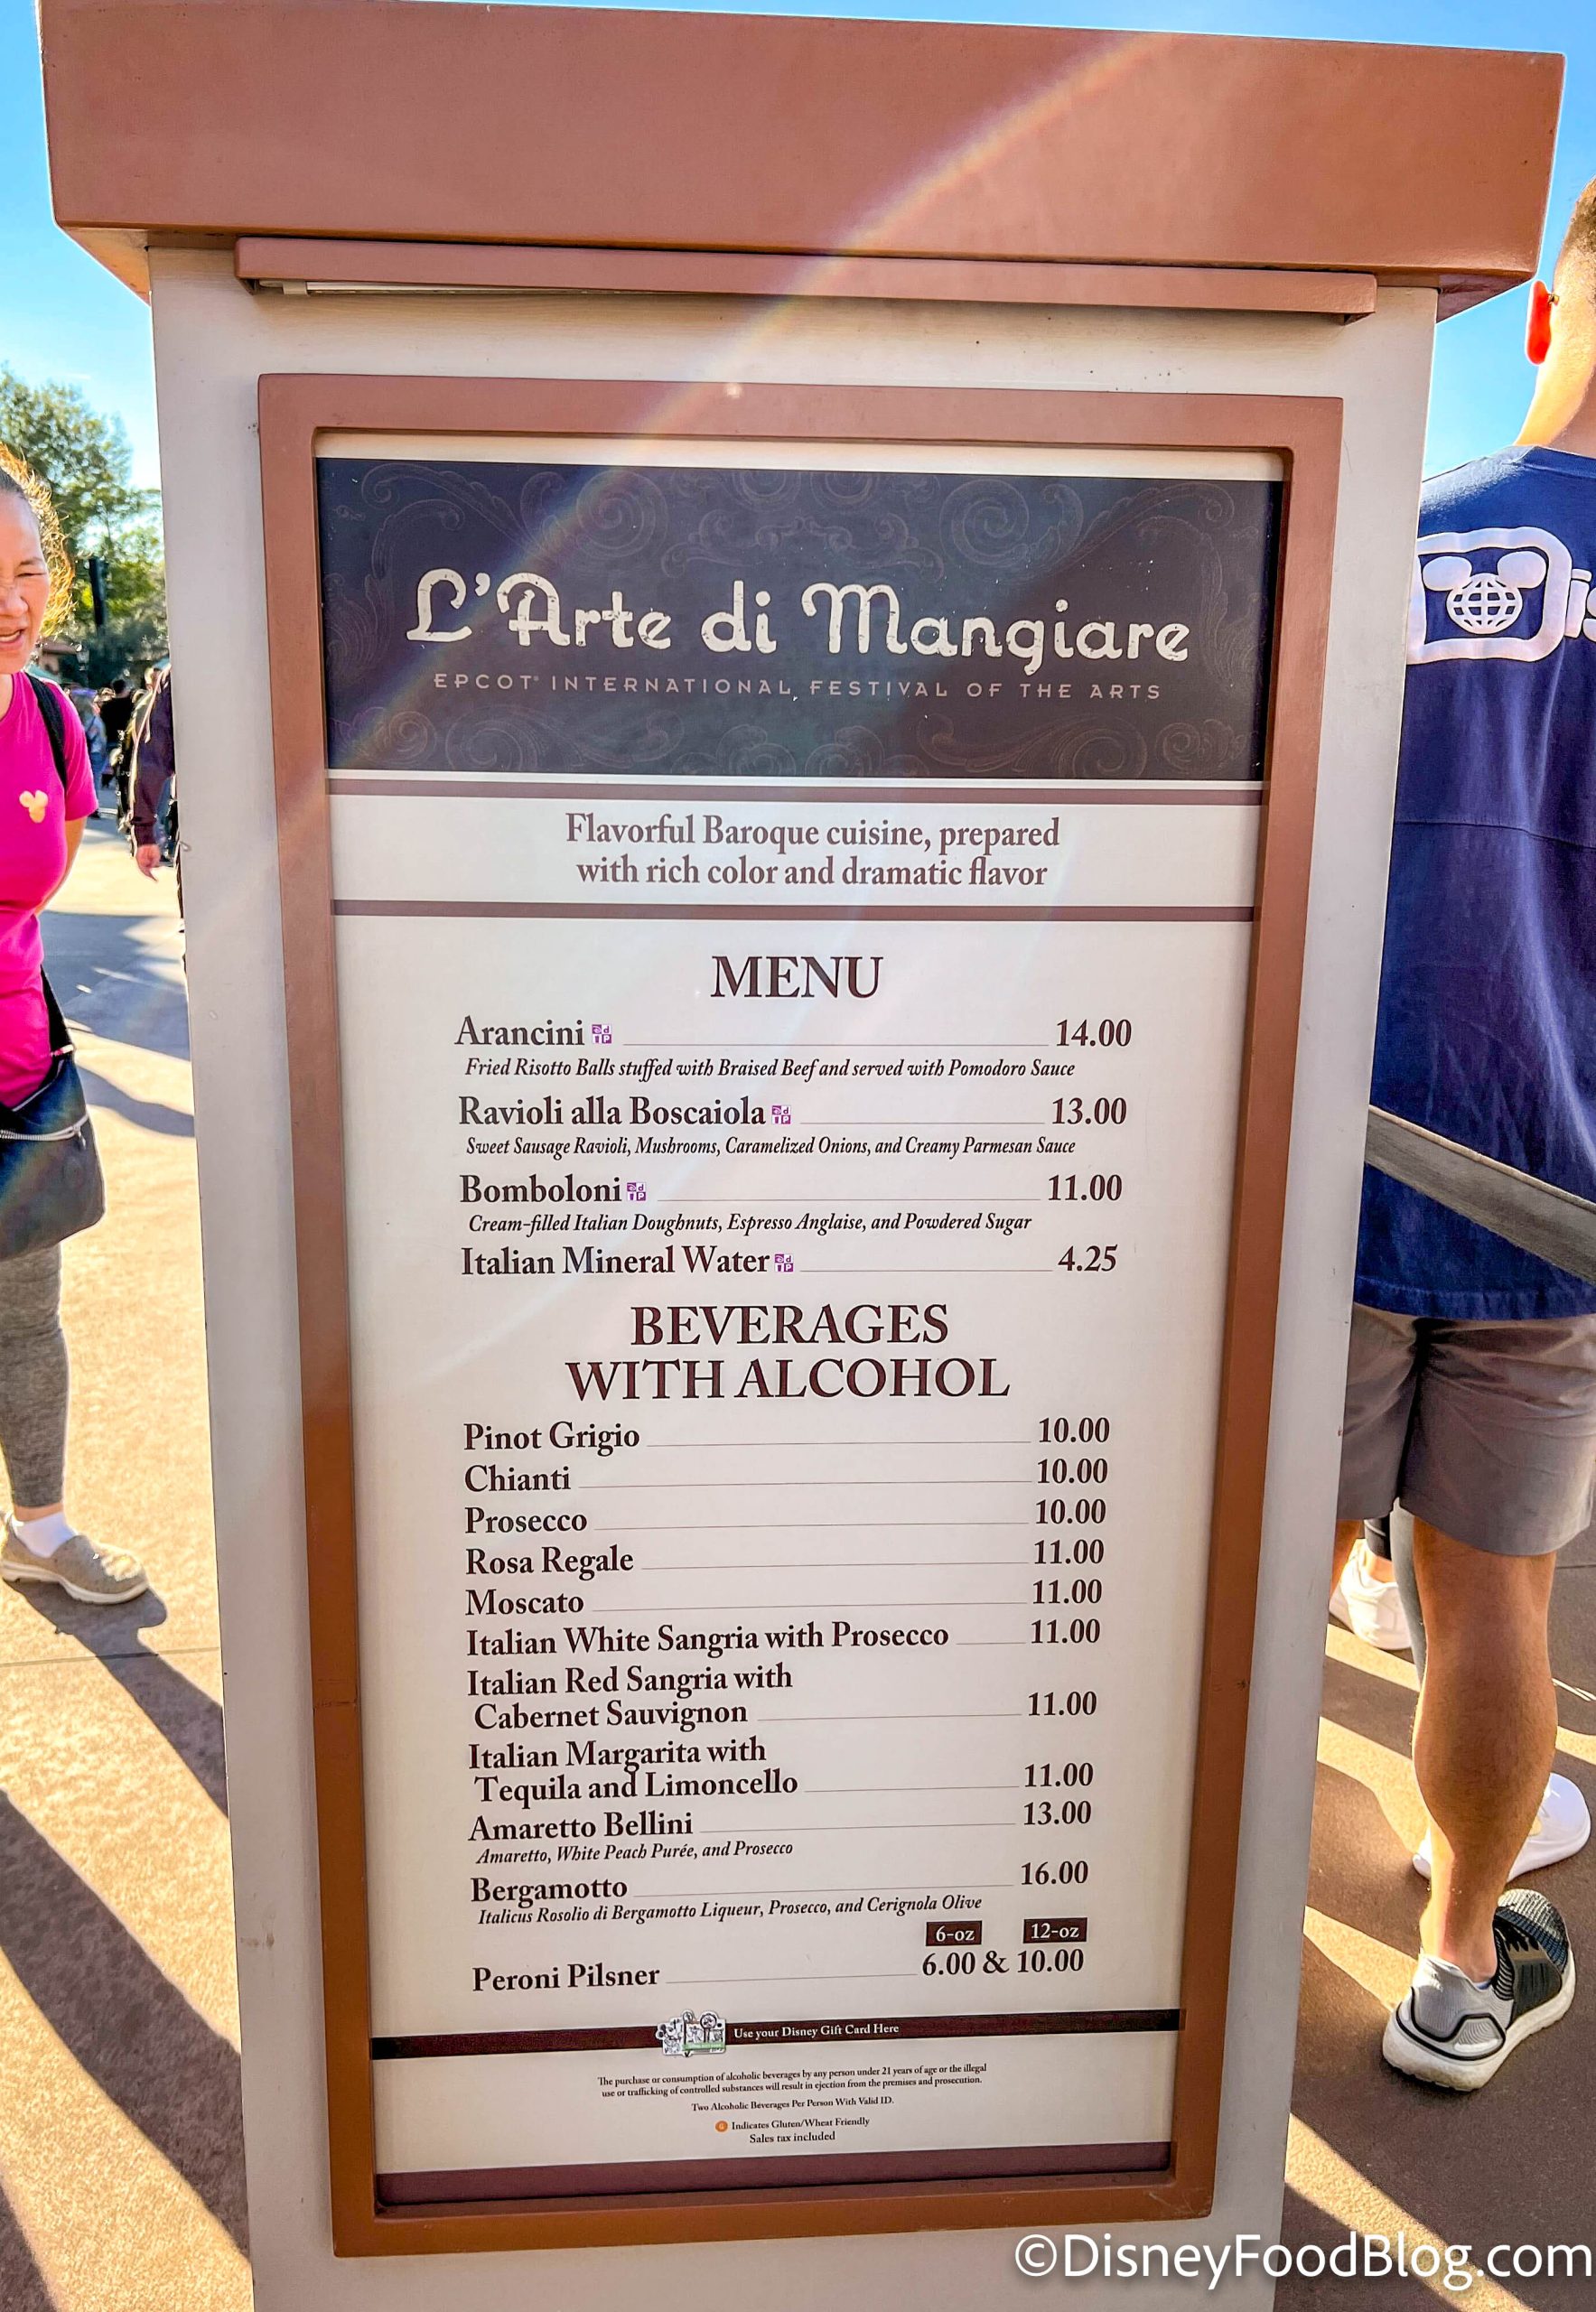 L'Arte di Mangiare
EPCOT® INTERNATIONAL FESTIVAL OF THE ARTS
Flavorful Baroque cuisine, prepared
with rich color and dramatic flavor
MENU
Arancini 14.00
Fried Risotto Balls stuffed with Braised Beef and served with Pomodoro Sauce
Ravioli alla Boscaiola 13.00
Sweet Sausage Ravioli, Mushrooms, Caramelized Onions, and Creamy Parmesan Sauce
Bomboloni 11.00
Cream-filled Italian Doughnuts, Espresso Anglaise, and Powdered Sugar
Italian Mineral Water 4.25
BEVERAGES
WITH ALCOHOL
Pinot Grigio 10.00
Chianti 10.00
Prosecco 10.00
Rosa Regale 11.00
Moscato 11.00
Italian White Sangria with Prosecco 11.00
Italian Red Sangria with
Cabernet Sauvignon 11.00
Italian Margarita with
Tequila and Limoncello 11.00
Amaretto Bellini 13.00
Amaretto, White Peach Purée, and Prosecco
Bergamotto 16.00
Italicus Rosolio di Bergamotto Liqueur, Prosecco, and Cerignola Olive
6-oz 12-oz
Peroni Pilsner 6.00 & 10.00
Use your Disney Gift Card Here
The purchase or consumption of alcoholic beverages by any person under 21 years of age or the illegal
use or trafficking of controlled substances will result in ejection from the premises and prosecution.
Two Alcoholic Beverages Per Person With Valid ID.
Indicates Gluten/Wheat Friendly
Sales tax included
©DisneyFoodBlog.com